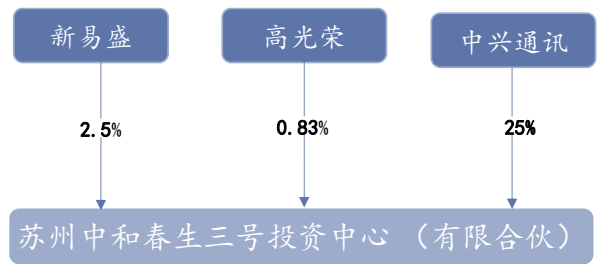 新易盛
高光荣
中兴通讯
2.5%
0.83%
25%
苏州中和春生三号投资中心 （有限合伙）